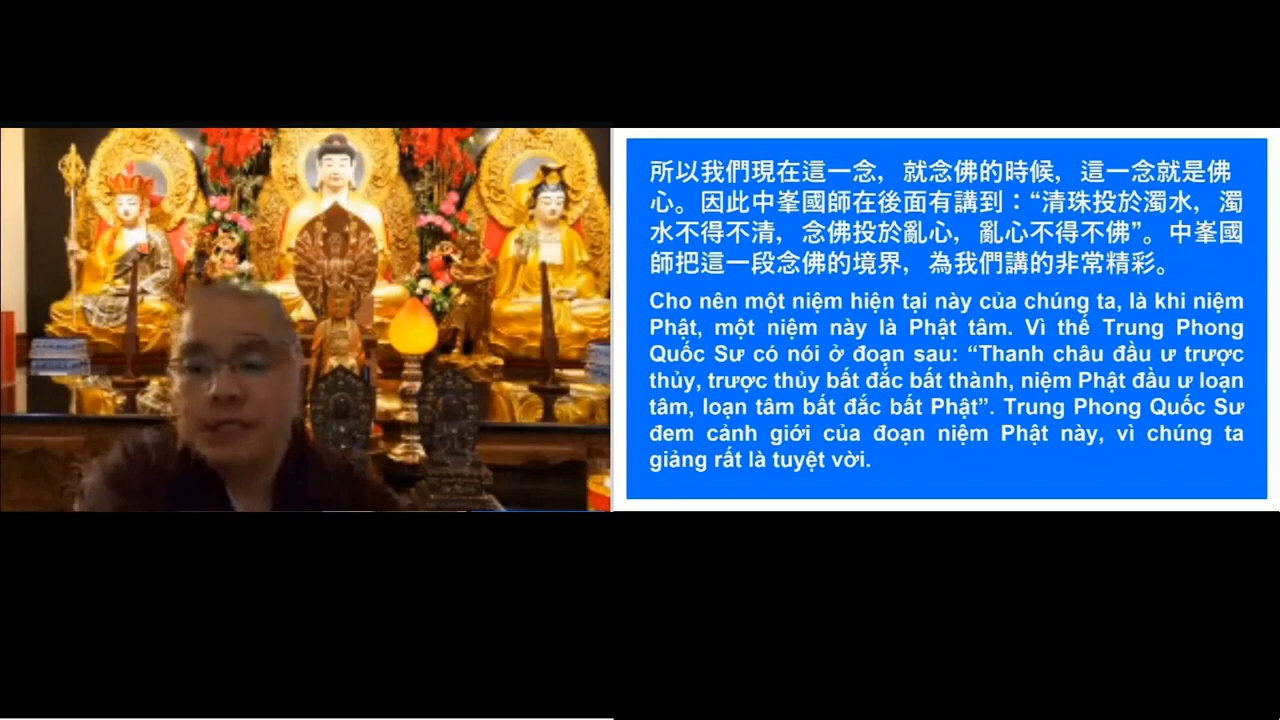 所以我們現在這一念，就念佛的時候，這一念就是佛
心。因此中峯國師在後面有講到：“清珠投於濁水，濁
水不得不清，念佛投於亂心，亂心不得不佛”。中峯國
師把這一段念佛的境界，為我們講的非常精彩。
Cho nên một niệm hiện tại này của chúng ta, là khi niệm
Phật, một niệm này là Phật tâm. Vì thế Trung Phong
Quốc Sư có nói ở đoạn sau: “Thanh châu đầu ư trược
thủy, trược thủy bất đắc bất thành, niệm Phật đầu ư loạn
tâm, loạn tâm bất đắc bất Phật”. Trung Phong Quốc Sư
đem cảnh giới của đoạn niệm Phật này, vì chúng ta
giảng rất là tuyệt vời.